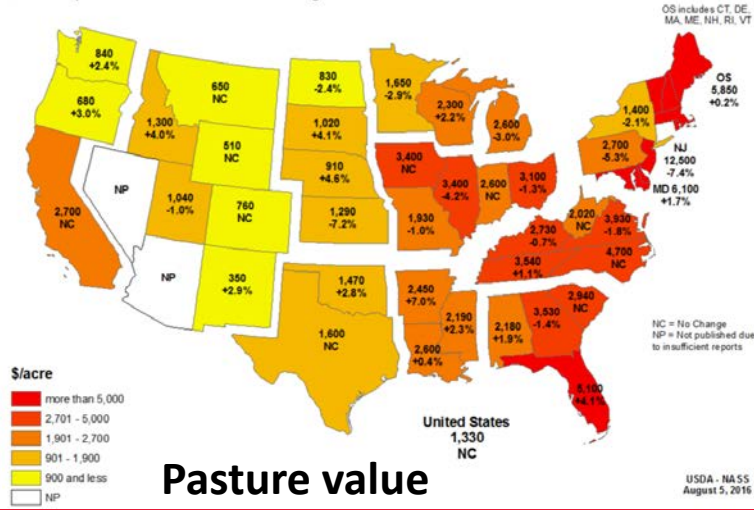 OS includes CT, DE,
MA, ME, NH, RI, VT
840
+2.4%
680
+3.0%
2,700
NC
NP
1,300
+4.0%
650
NC
510
NC
1,040
-1.0%
760
NC
NP
350
+2.9%
830
-2.4%
1,020
+4.1%
910
+4.6%
1,290
-7.2%
1,470
+2.8%
1,600
NC
1,650
-2.9%
3,400
NC
1,930
-1.0%
2,450
+7.0%
2,600
+0.4%
2,300
+2.2%
2,600
-3.0%
3,400
-4.2%
2,600
NC
3,100
-1.3%
2,730
-0.7%
3,540
+1.1%
2,190
+2.3%
2,180
+1.9%
3,530
-1.4%
5,100
+4.1%
2,940
NC
4,700
NC
3,930
-1.8%
2,020
NC
2,700
-5.3%
1,400
-2.1%
OS
5,850
+0.2%
NJ
12,500
-7.4%
MD 6,100
+1.7%
NC = No Change
NP = Not published due
to insufficient reports
$/acre
more than 5,000
2,701 - 5,000
1,901 - 2,700
901 - 1,900
900 and less
NP
United States
1,330
NC
Pasture value
USDA - NASS
August 5, 2016